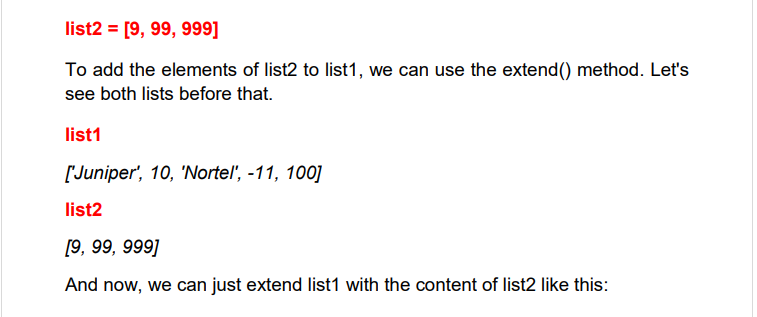 list2 = [9, 99, 999]
To add the elements of list2 to list1, we can use the extend() method. Let's
see both lists before that.
list1
['Juniper', 10, 'Nortel', -11, 100]
list2
[9, 99, 999]
And now, we can just extend list1 with the content of list2 like this: